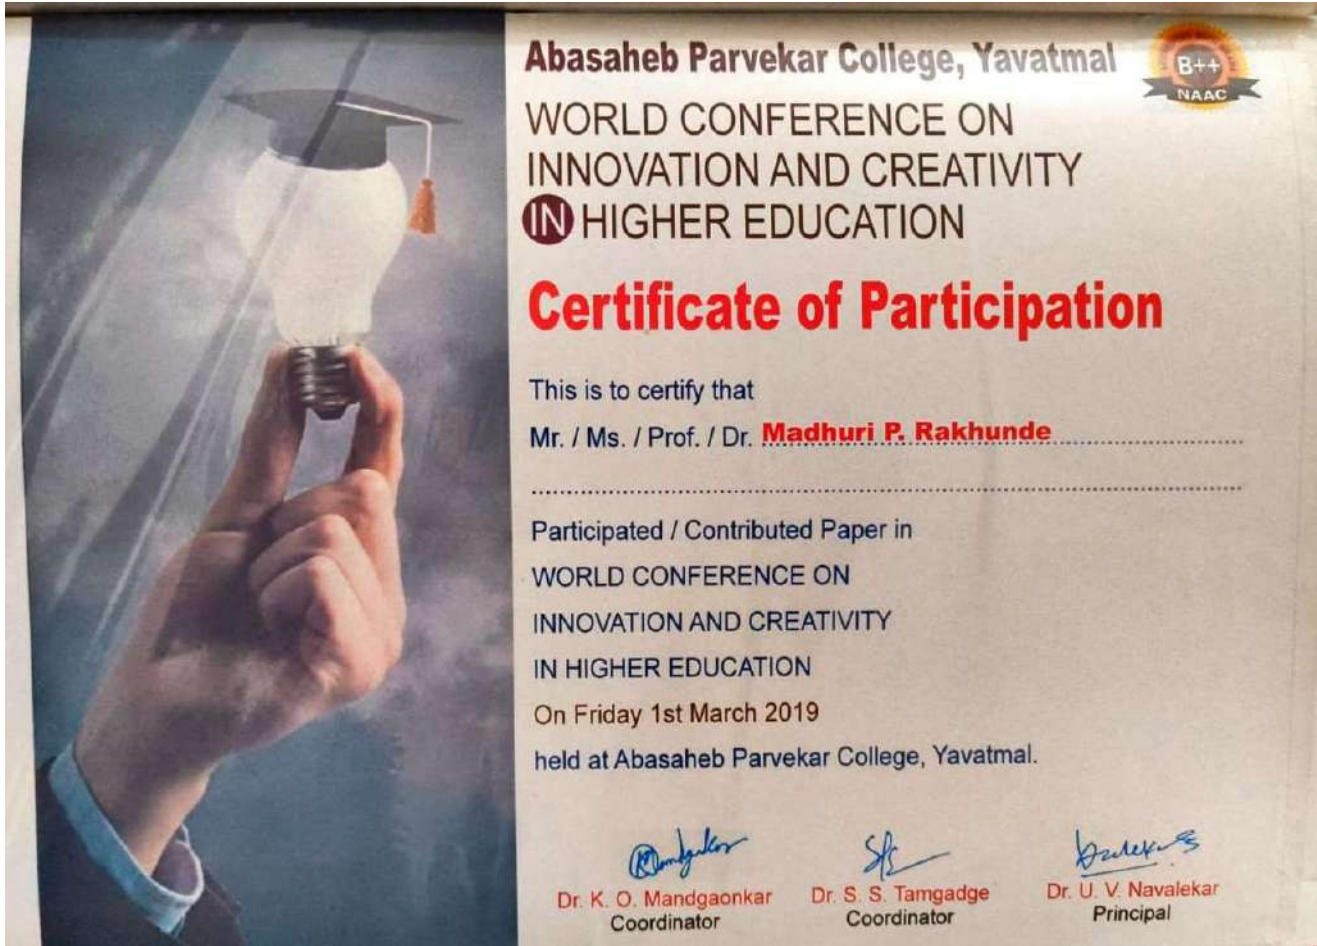 Abasaheb Parvekar College, Yavatmal
B++
NAAC
WORLD CONFERENCE ON
INNOVATION AND CREATIVITY
IN HIGHER EDUCATION
Certificate of Participation
This is to certify that
Mr. / Ms. / Prof. / Dr. Madhuri P. Rakhunde
Participated / Contributed Paper in
WORLD CONFERENCE ON
INNOVATION AND CREATIVITY
IN HIGHER EDUCATION
On Friday 1st March 2019
held at Abasaheb Parvekar College, Yavatmal.
Dr. K. O. Mandgaonkar Dr. S. S. Tamgadge Dr. U. V. Navalekar
Coordinator Coordinator Principal